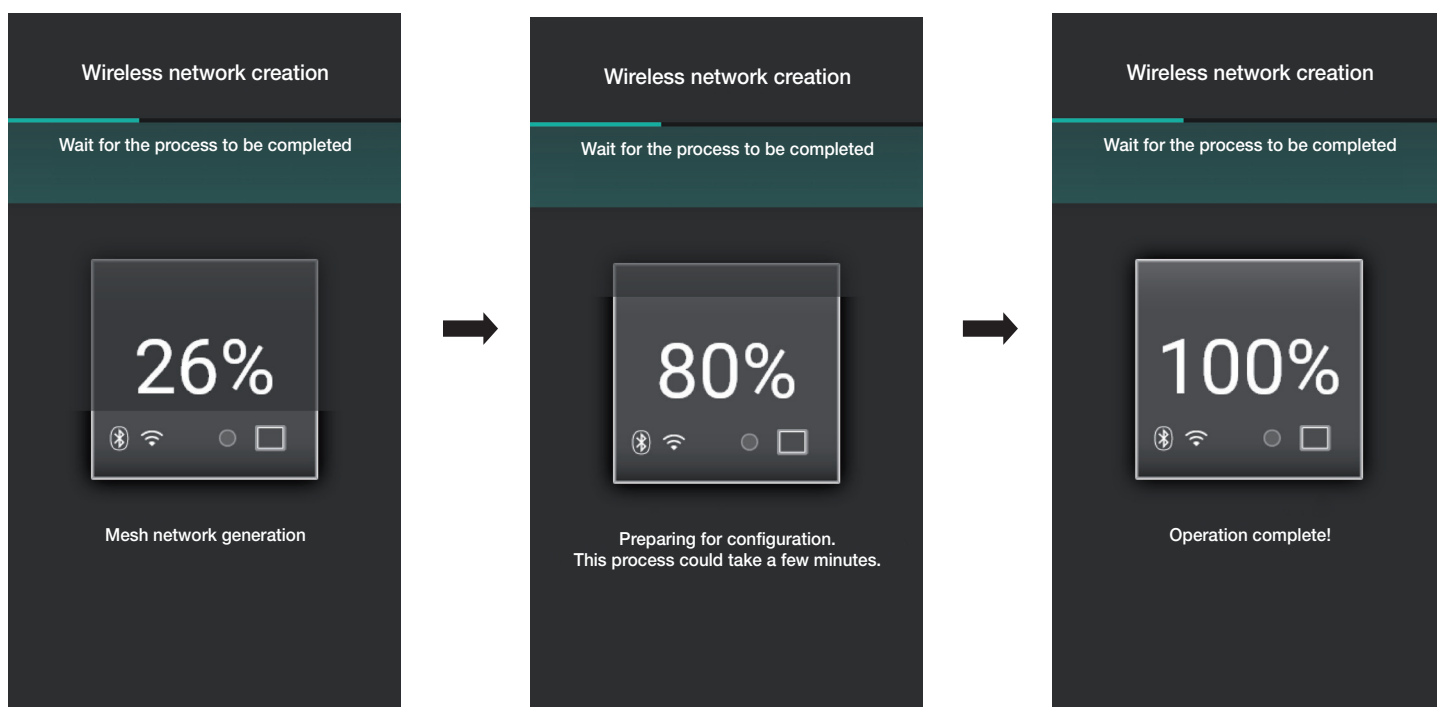 Wireless network creation
Wait for the process to be completed
26%
Mesh network generation
Wireless network creation
Wait for the process to be completed
80%
Preparing for configuration.
This process could take a few minutes.
Wireless network creation
Wait for the process to be completed
100%
Operation complete!